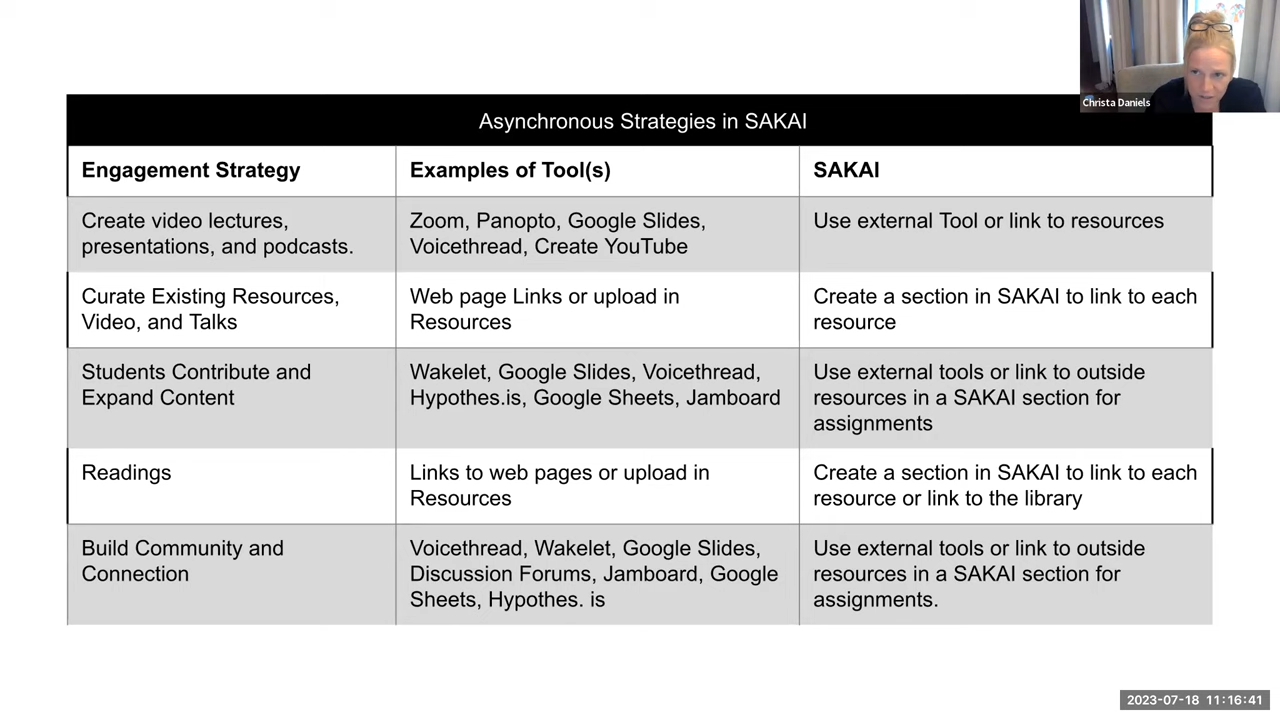 Christa Daniels
Asynchronous Strategies in SAKAI
Engagement Strategy
Examples of Tool(s)
SAKAI
Create video lectures,
presentations, and podcasts.
Zoom, Panopto, Google Slides,
Voicethread, Create YouTube
Use external Tool or link to resources
Curate Existing Resources,
Video, and Talks
Web page Links or upload in
Resources
Create a section in SAKAI to link to each
resource
Students Contribute and
Expand Content
Wakelet, Google Slides, Voicethread,
Hypothes.is, Google Sheets, Jamboard
Use external tools or link to outside
resources in a SAKAI section for
assignments
Readings
Links to web pages or upload in
Resources
Create a section in SAKAI to link to each
resource or link to the library
Build Community and
Connection
Voicethread, Wakelet, Google Slides,
Discussion Forums, Jamboard, Google
Sheets, Hypothes. is
Use external tools or link to outside
resources in a SAKAI section for
assignments.
2023-07-18 11:16:41